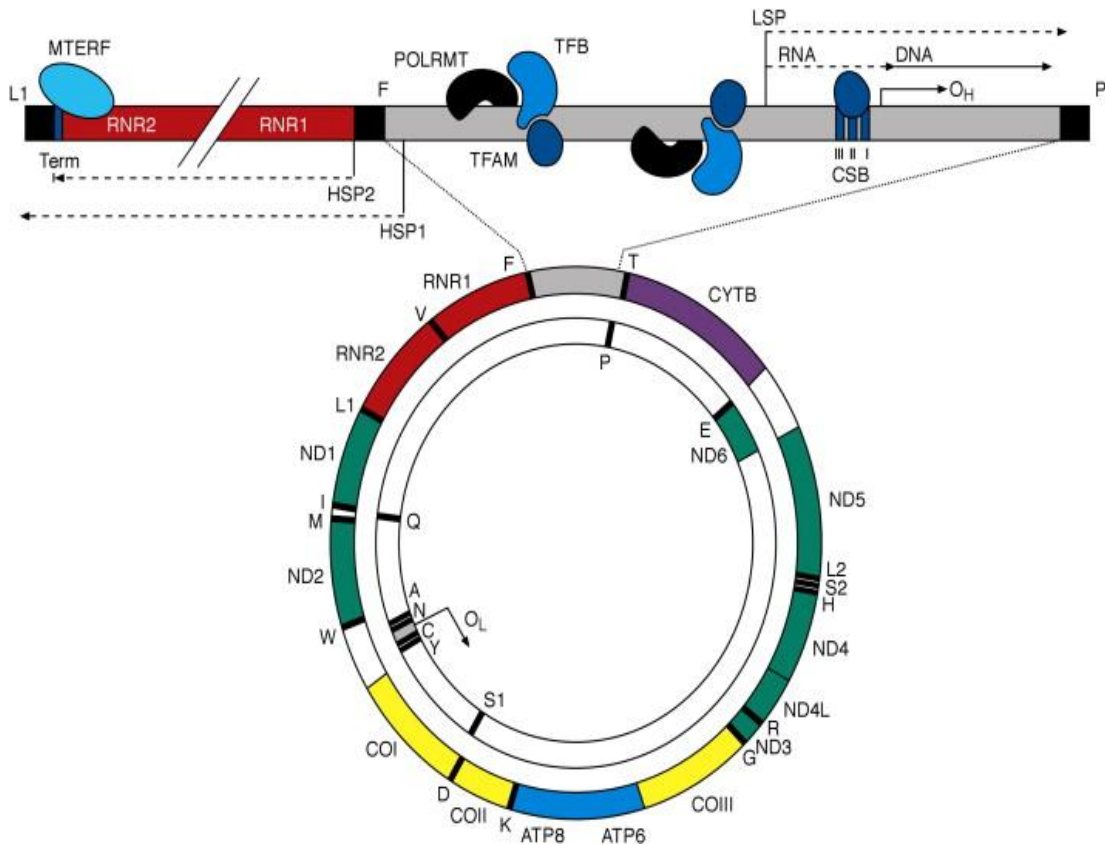 LSP
MTERF
TFB
RNA
DNA
POLRMT
L1
F
OH
P
RNR2
RNR1
Term
TFAM
III II I
CSB
HSP2
HSP1
F
T
RNR1
CYTB
V
P
RNR2
L1
E
ND6
ND1
ND5
I
M
Q
L2
S2
H
ND2
A
N
C
Y
OL
W
ND4
S1
ND4L
R
ND3
G
COI
D
COII
K
COIII
ATP8
ATP6